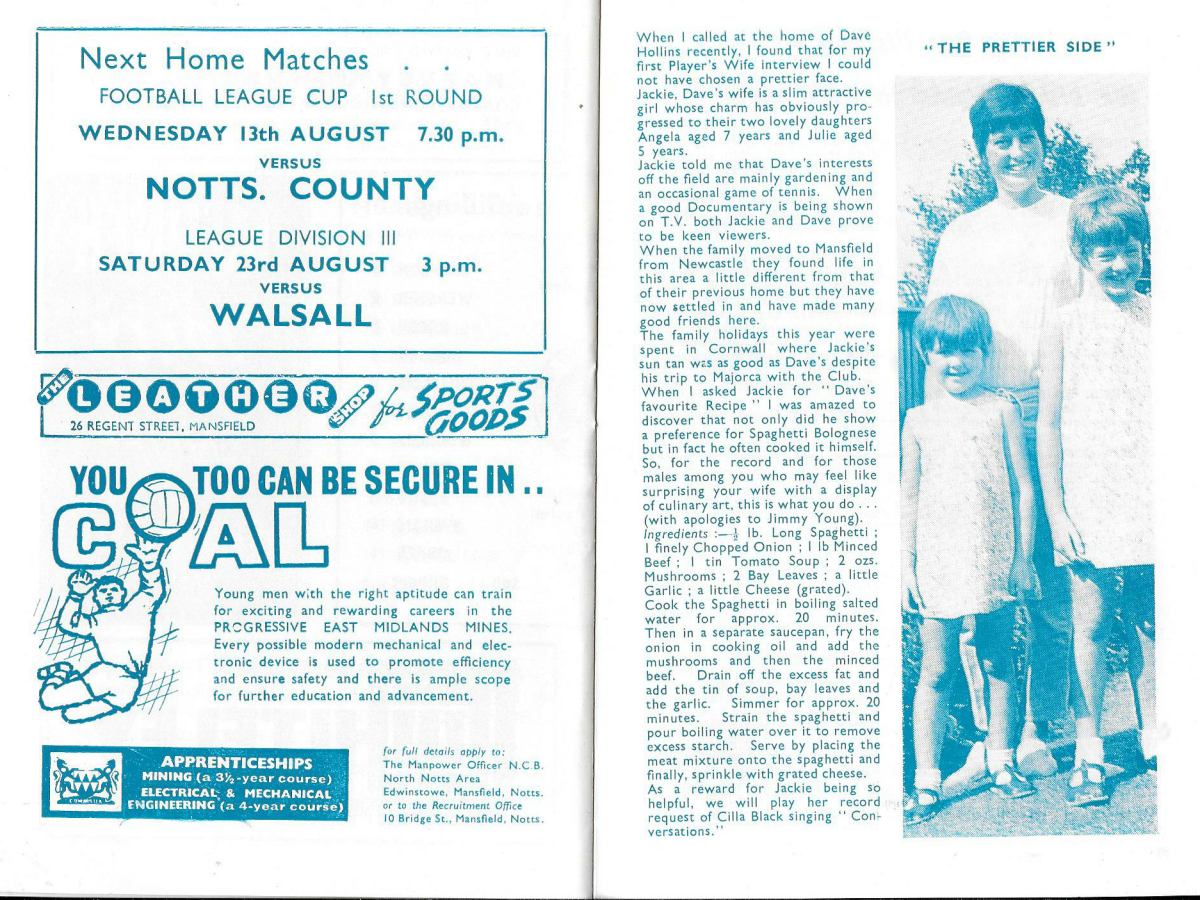 Next Home Matches . .
FOOTBALL LEAGUE CUP 1st ROUND
WEDNESDAY 13th AUGUST 7.30 p.m.
VERSUS
NOTTS. COUNTY
LEAGUE DIVISION III
SATURDAY 23rd AUGUST 3 p.m.
VERSUS
WALSALL
THE LEATHER SHOP for SPORTS GOODS
26 REGENT STREET, MANSFIELD
YOU TOO CAN BE SECURE IN ..
COAL
Young men with the right aptitude can train
for exciting and rewarding careers in the
PROGRESSIVE EAST MIDLANDS MINES.
Every possible modern mechanical and elec-
tronic device is used to promote efficiency
and ensure safety and there is ample scope
for further education and advancement.
APPRENTICESHIPS
MINING (a 3½-year course)
ELECTRICAL & MECHANICAL
ENGINEERING (a 4-year course)
for full details apply to:
The Manpower Officer N.C.B.
North Notts Area
Edwinstowe, Mansfield, Notts.
or to the Recruitment Office
10 Bridge St., Mansfield, Notts.
When I called at the home of Dave
Hollins recently, I found that for my
first Player's Wife interview I could
not have chosen a prettier face.
Jackie, Dave's wife is a slim attractive
girl whose charm has obviously pro-
gressed to their two lovely daughters
Angela aged 7 years and Julie aged
5 years.
Jackie told me that Dave's interests
off the field are mainly gardening and
an occasional game of tennis. When
a good Documentary is being shown
on T.V. both Jackie and Dave prove
to be keen viewers.
When the family moved to Mansfield
from Newcastle they found life in
this area a little different from that
of their previous home but they have
now settled in and have made many
good friends here.
The family holidays this year were
spent in Cornwall where Jackie's
sun tan was as good as Dave's despite
his trip to Majorca with the Club.
When I asked Jackie for "Dave's
favourite Recipe" I was amazed to
discover that not only did he show
a preference for Spaghetti Bolognese
but in fact he often cooked it himself.
So, for the record and for those
males among you who may feel like
surprising your wife with a display
of culinary art, this is what you do ...
(with apologies to Jimmy Young).
Ingredients :—½ lb. Long Spaghetti ;
1 finely Chopped Onion ; 1 lb Minced
Beef ; 1 tin Tomato Soup ; 2 ozs.
Mushrooms ; 2 Bay Leaves ; a little
Garlic ; a little Cheese (grated).
Cook the Spaghetti in boiling salted
water for approx. 20 minutes.
Then in a separate saucepan, fry the
onion in cooking oil and add the
mushrooms and then the minced
beef. Drain off the excess fat and
add the tin of soup, bay leaves and
the garlic. Simmer for approx. 20
minutes. Strain the spaghetti and
pour boiling water over it to remove
excess starch. Serve by placing the
meat mixture onto the spaghetti and
finally, sprinkle with grated cheese.
As a reward for Jackie being so
helpful, we will play her record
request of Cilla Black singing "Con-
versations."
"THE PRETTIER SIDE"